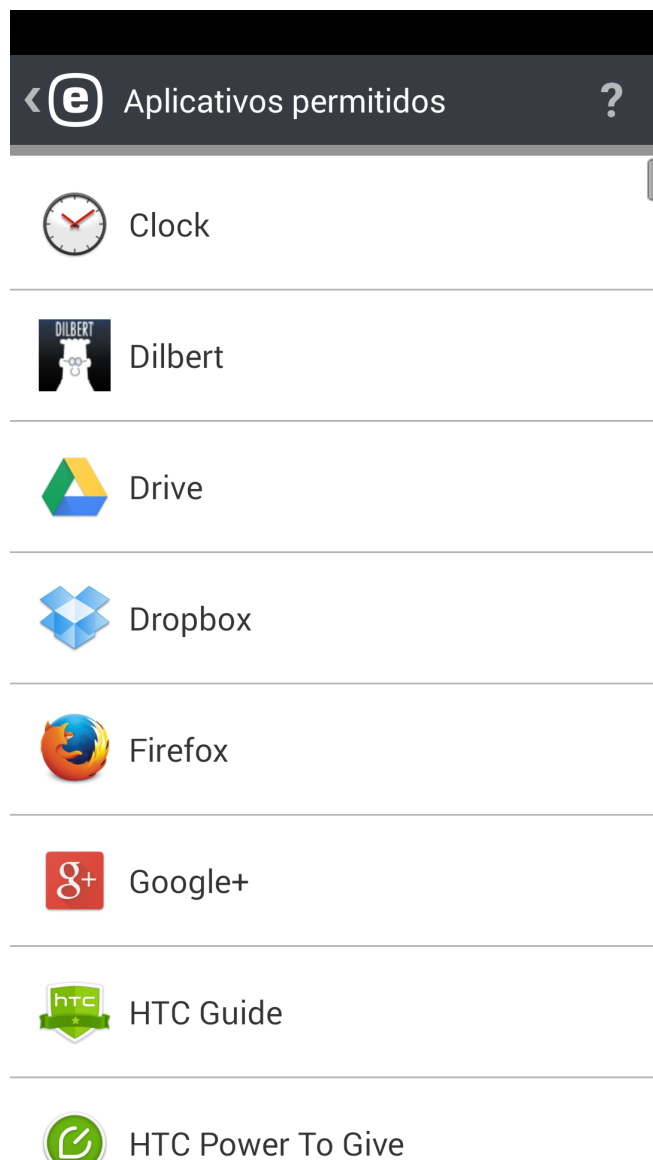 e Aplicativos permitidos ?
Clock
DILBERT
Dilbert
Drive
Dropbox
Firefox
g+
Google+
hTC
HTC Guide
HTC Power To Give